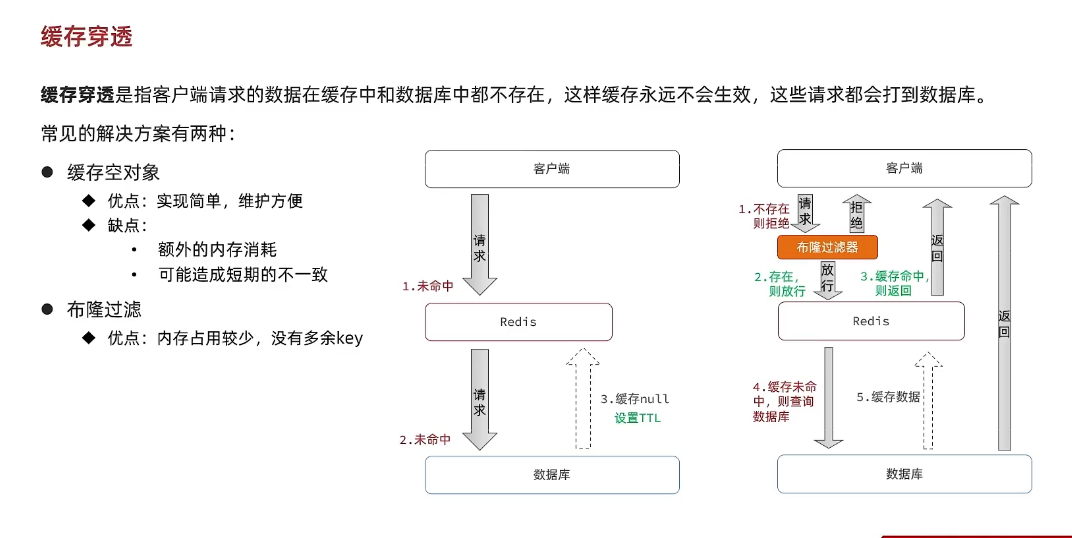 缓存穿透
缓存穿透是指客户端请求的数据在缓存中和数据库中都不存在，这样缓存永远不会生效，这些请求都会打到数据库。
常见的解决方案有两种：
缓存空对象
优点：实现简单，维护方便
缺点：
额外的内存消耗
可能造成短期的不一致
布隆过滤
优点：内存占用较少，没有多余key
客户端
请求
1.未命中
Redis
请求
2.未命中
3.缓存null
设置TTL
数据库
客户端
1.不存在
则拒绝
请求
拒绝
布隆过滤器
2.存在，
则放行
放行
3.缓存命中，
则返回
返回
Redis
返回
4.缓存未命
中，则查询
数据库
5.缓存数据
数据库